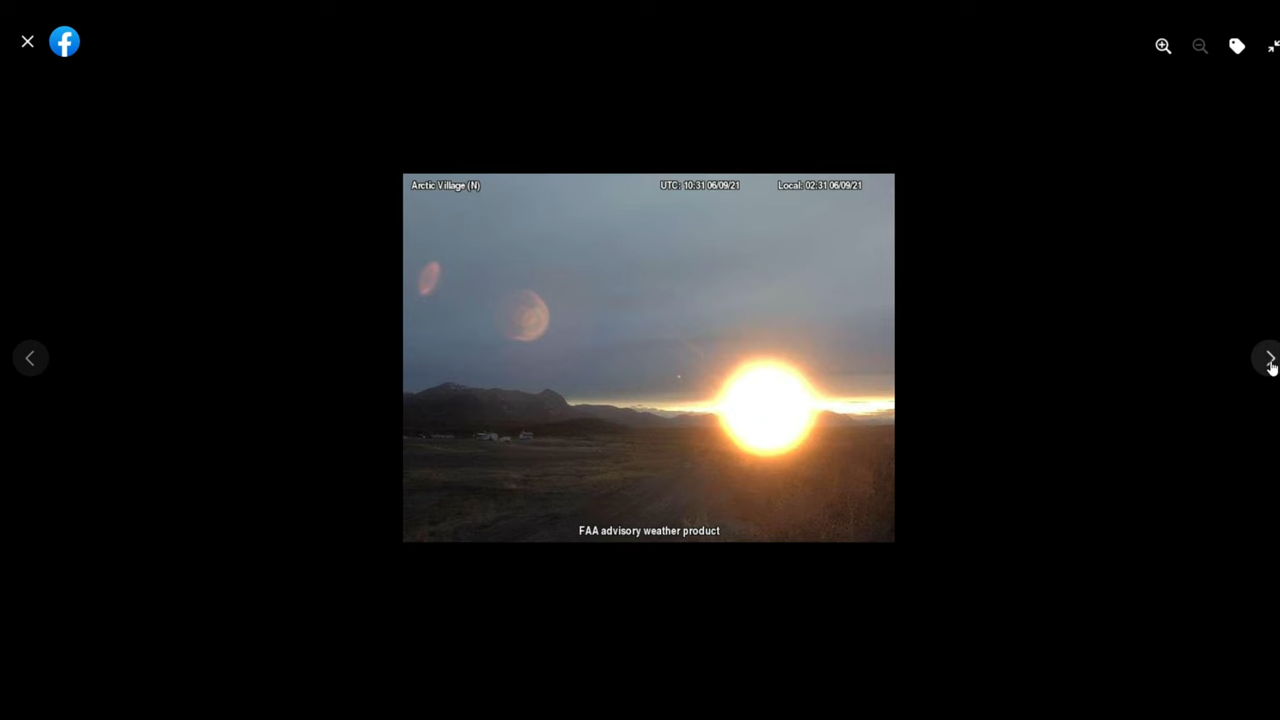 Arctic Village (N) UTC: 10:31 06/09/21 Local: 02:31 06/09/21
FAA advisory weather product